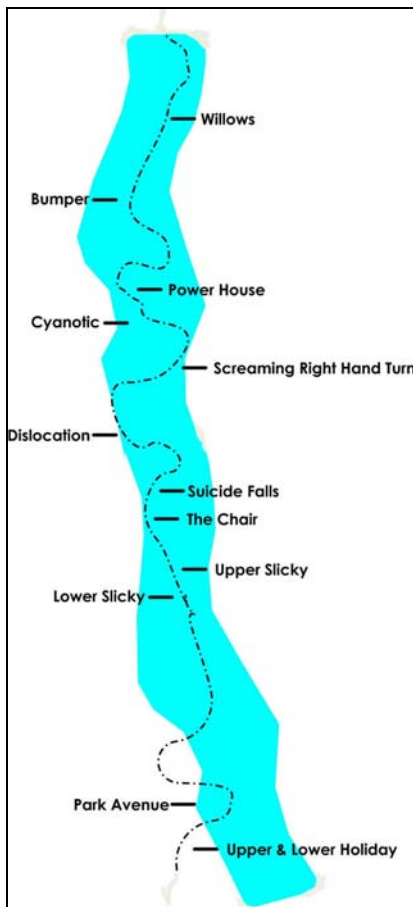 Willows
Bumper
Power House
Cyanotic
Screaming Right Hand Turn
Dislocation
Suicide Falls
The Chair
Upper Slicky
Lower Slicky
Park Avenue
Upper & Lower Holiday